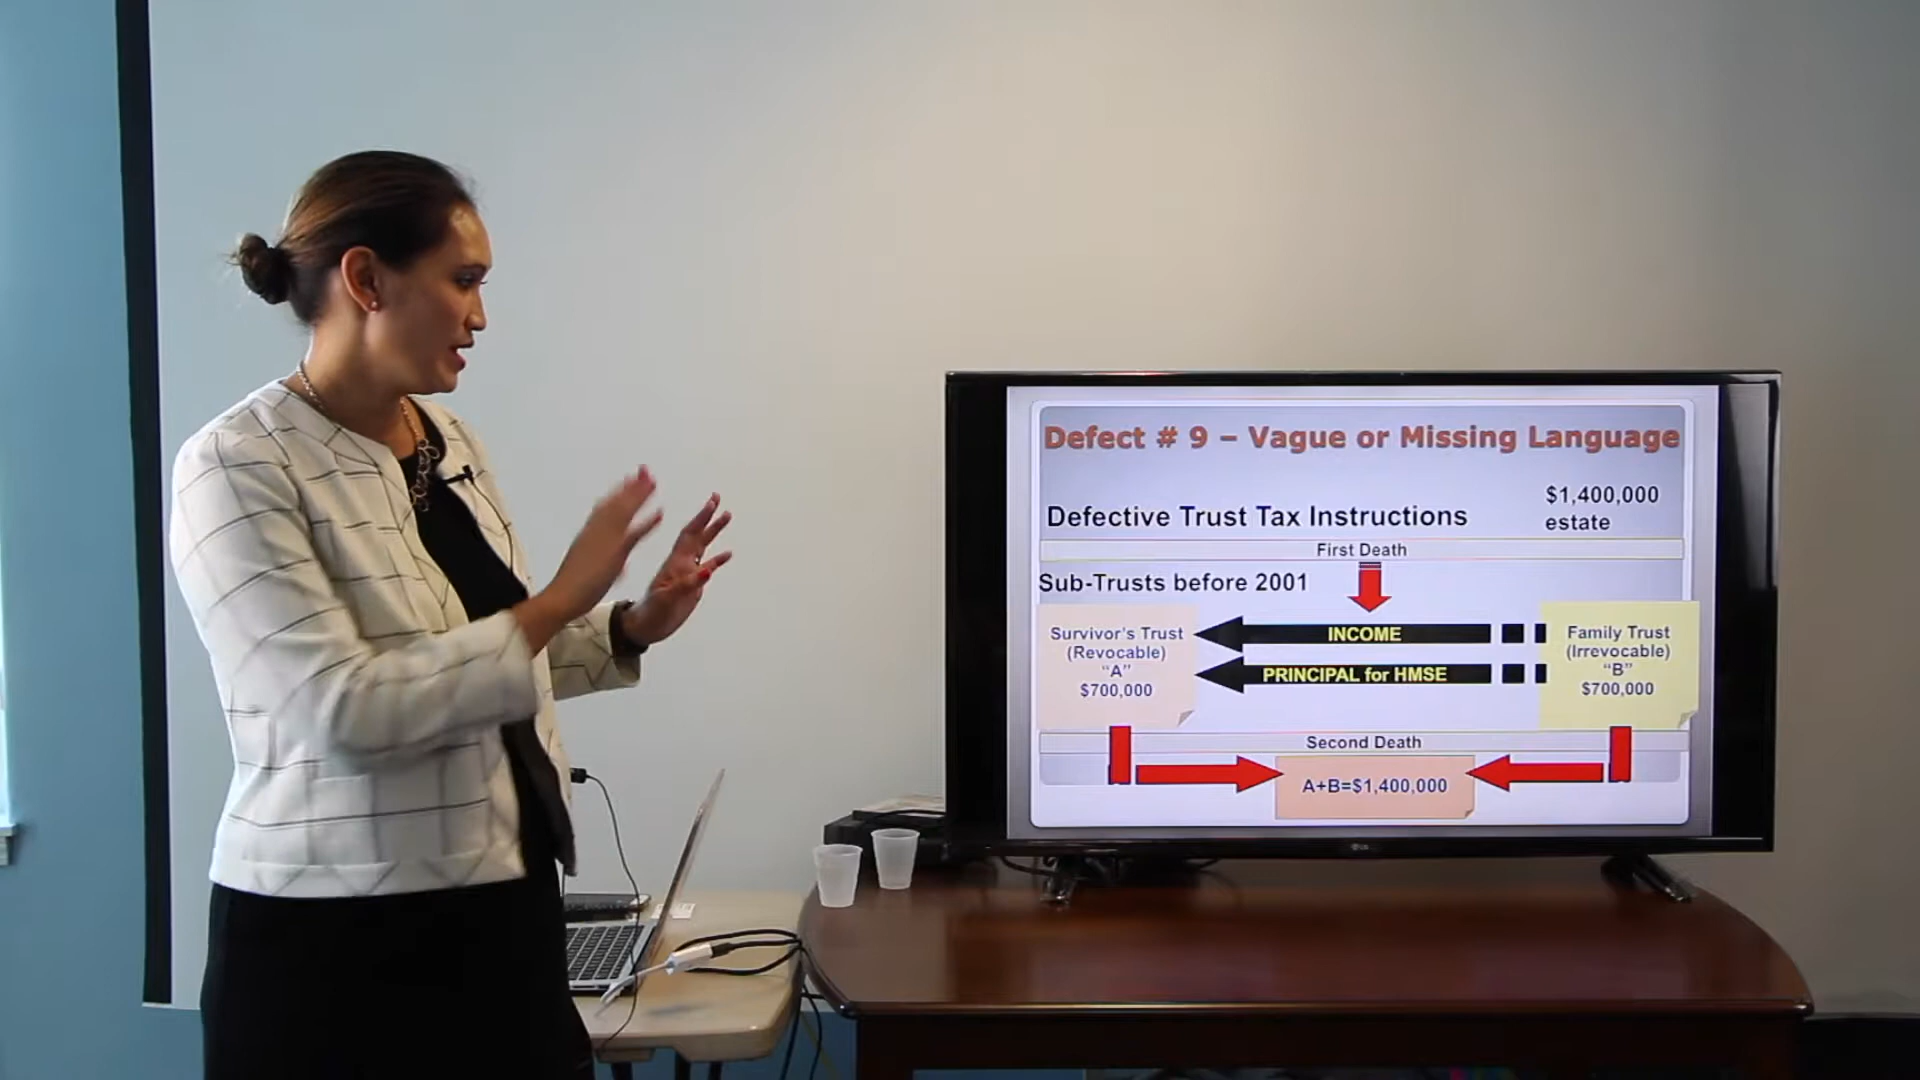 Defect # 9 – Vague or Missing Language
$1,400,000
estate
Defective Trust Tax Instructions
First Death
Sub-Trusts before 2001
Survivor's Trust
(Revocable)
"A"
$700,000
INCOME
PRINCIPAL for HMSE
Family Trust
(Irrevocable)
"B"
$700,000
Second Death
A+B=$1,400,000
LG